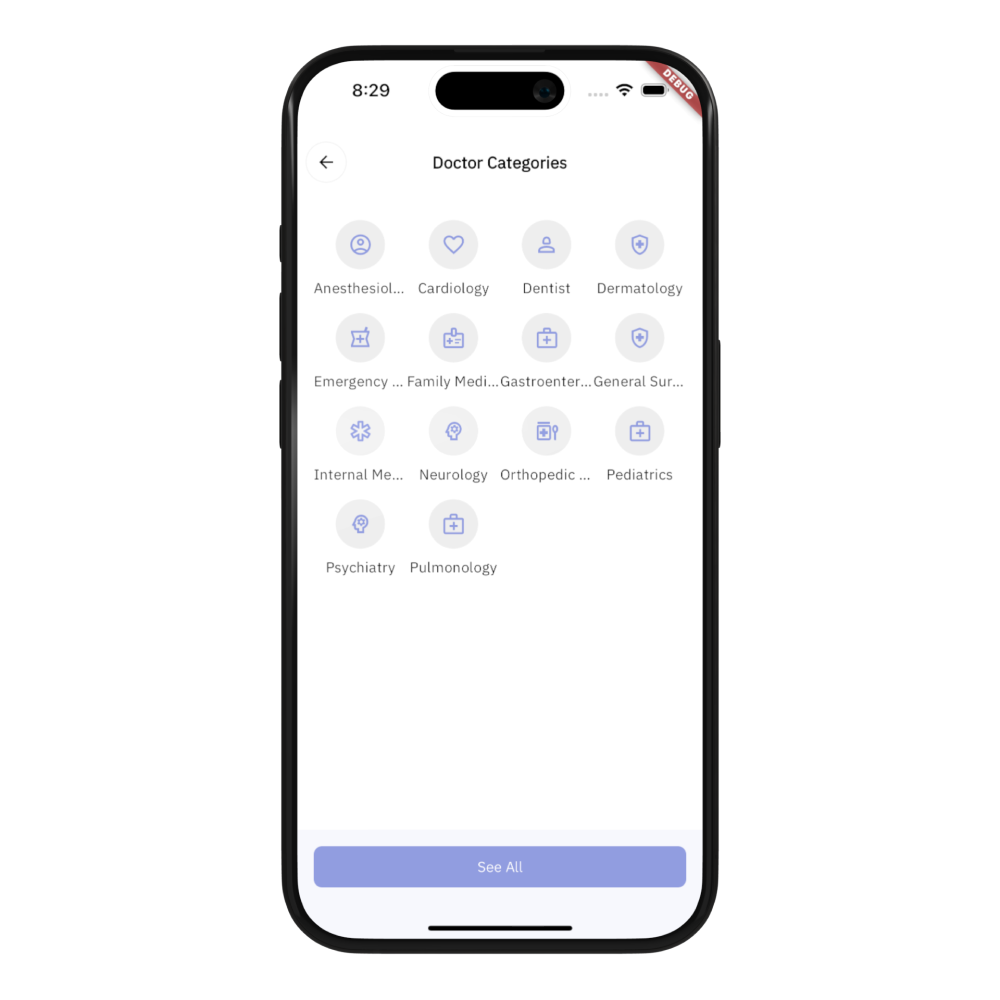 8:29
DEBUG
Doctor Categories
Anesthesiol... Cardiology Dentist Dermatology
Emergency ... Family Medi... Gastroenter... General Sur...
Internal Me... Neurology Orthopedic ... Pediatrics
Psychiatry Pulmonology
See All